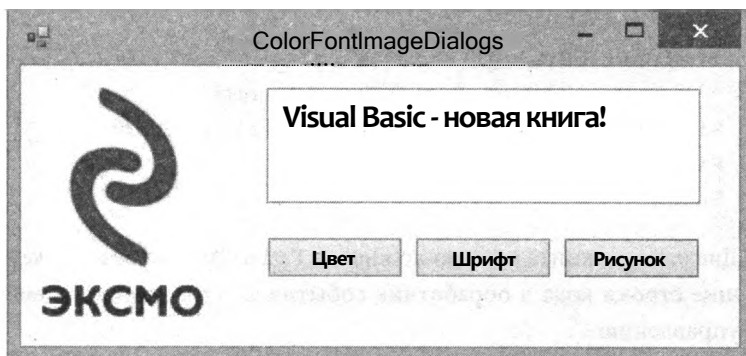 ColorFontImageDialogs
Visual Basic - новая книга!
Цвет
Шрифт
Рисунок
ЭКСМО